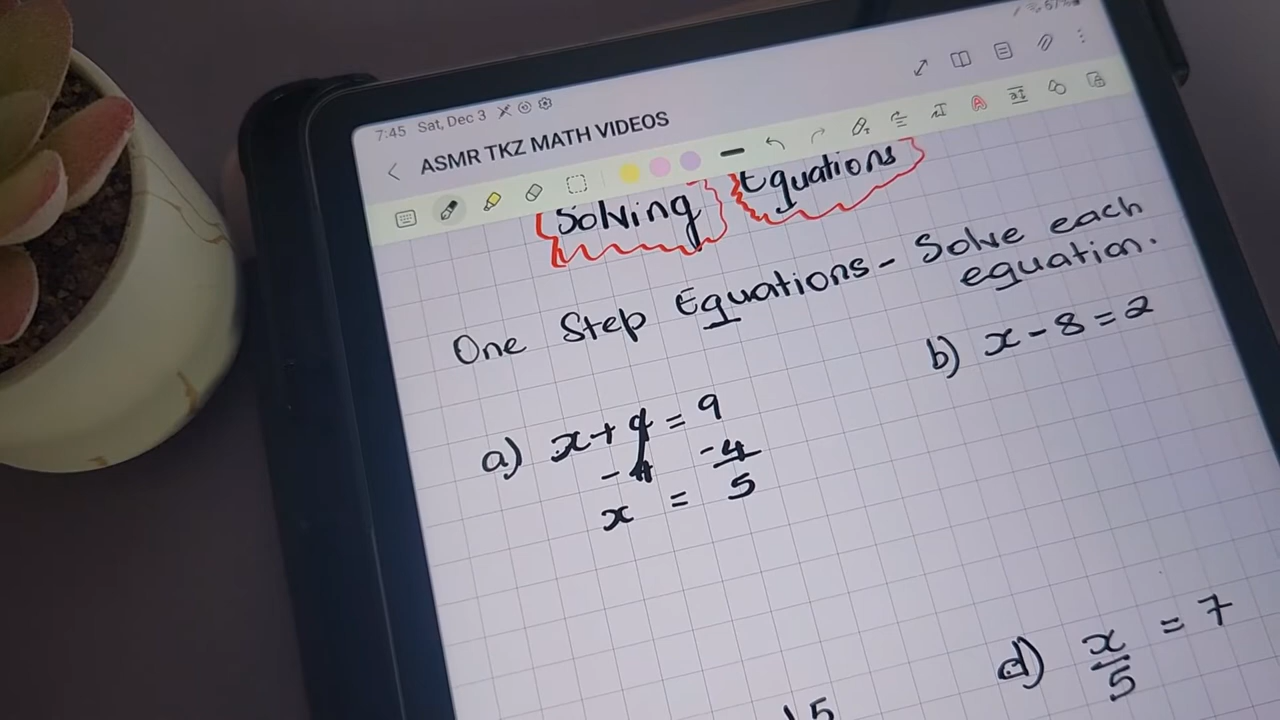 7:45 Sat, Dec 3
ASMR TKZ MATH VIDEOS
Solving Equations
One Step Equations - Solve each
equation.
a) x + 4 = 9
- 4 - 4
x = 5
b) x - 8 = 2
d) x/5 = 7